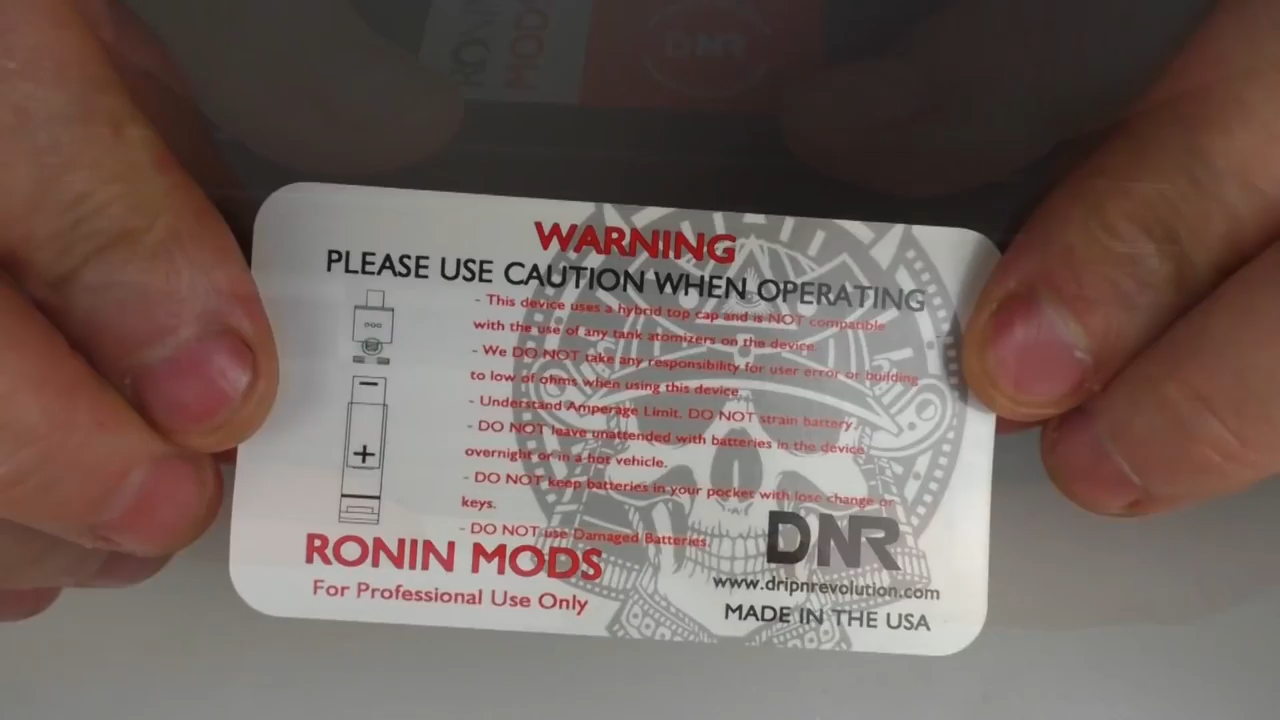 RONIN
MODS
DNR
WARNING
PLEASE USE CAUTION WHEN OPERATING
- This device uses a hybrid top cap and is NOT compatible
with the use of any tank atomizers on the device.
- We DO NOT take any responsibility for user error or building
to low of ohms when using this device.
- Understand Amperage Limit, DO NOT strain battery.
- DO NOT leave unattended with batteries in the device
overnight or in a hot vehicle.
- DO NOT keep batteries in your pocket with lose change or
keys.
- DO NOT use Damaged Batteries.
RONIN MODS
For Professional Use Only
DNR
www.dripnrevolution.com
MADE IN THE USA